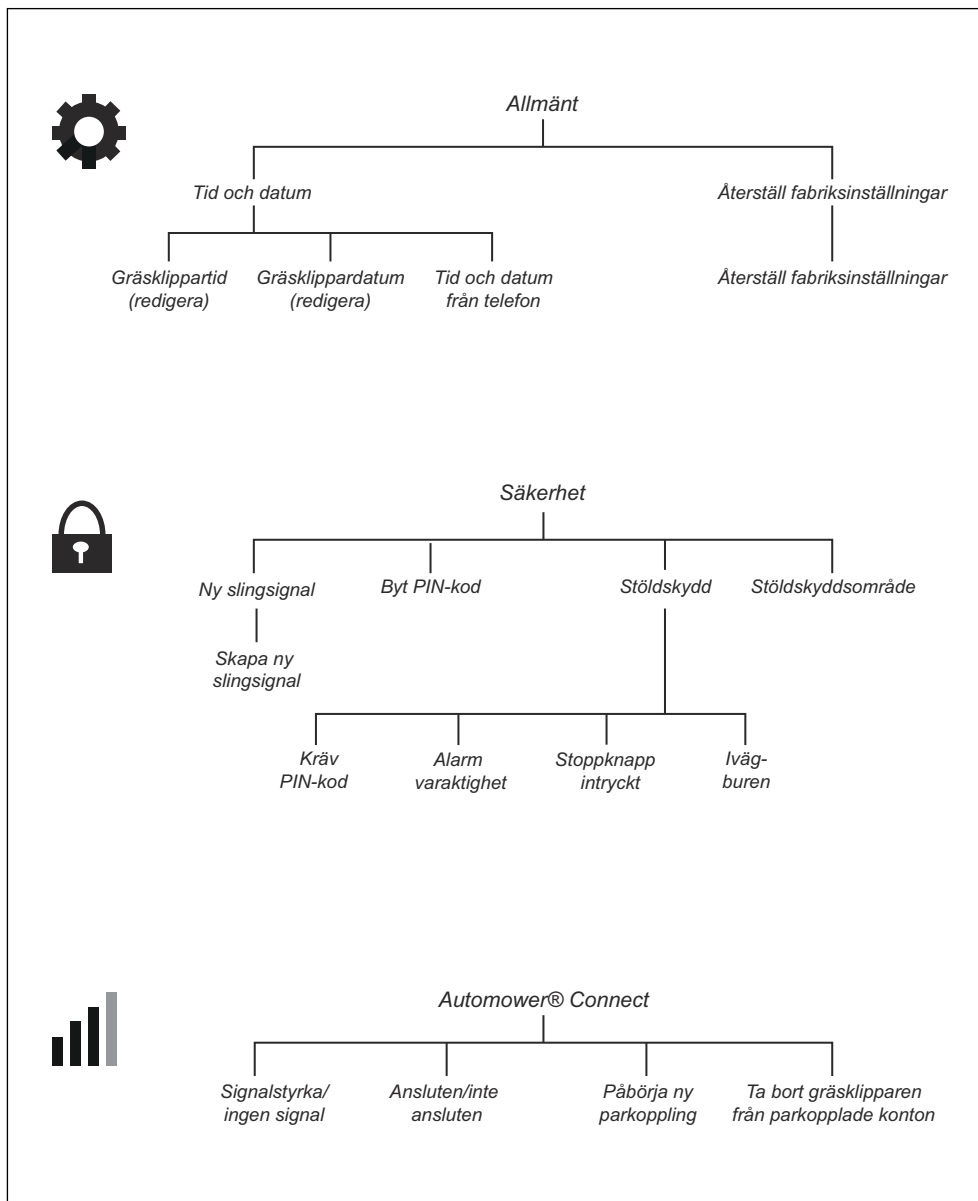 Allmänt
Tid och datum
Återställ fabriksinställningar
Gräsklippartid
(redigera)
Gräsklippardatum
(redigera)
Tid och datum
från telefon
Återställ fabriksinställningar
Säkerhet
Ny slingsignal
Byt PIN-kod
Stöldskydd
Stöldskyddsområde
Skapa ny
slingsignal
Kräv
PIN-kod
Alarm
varaktighet
Stoppknapp
intryckt
Iväg-
buren
Automower® Connect
Signalstyrka/
ingen signal
Ansluten/inte
ansluten
Påbörja ny
parkoppling
Ta bort gräsklipparen
från parkopplade konton